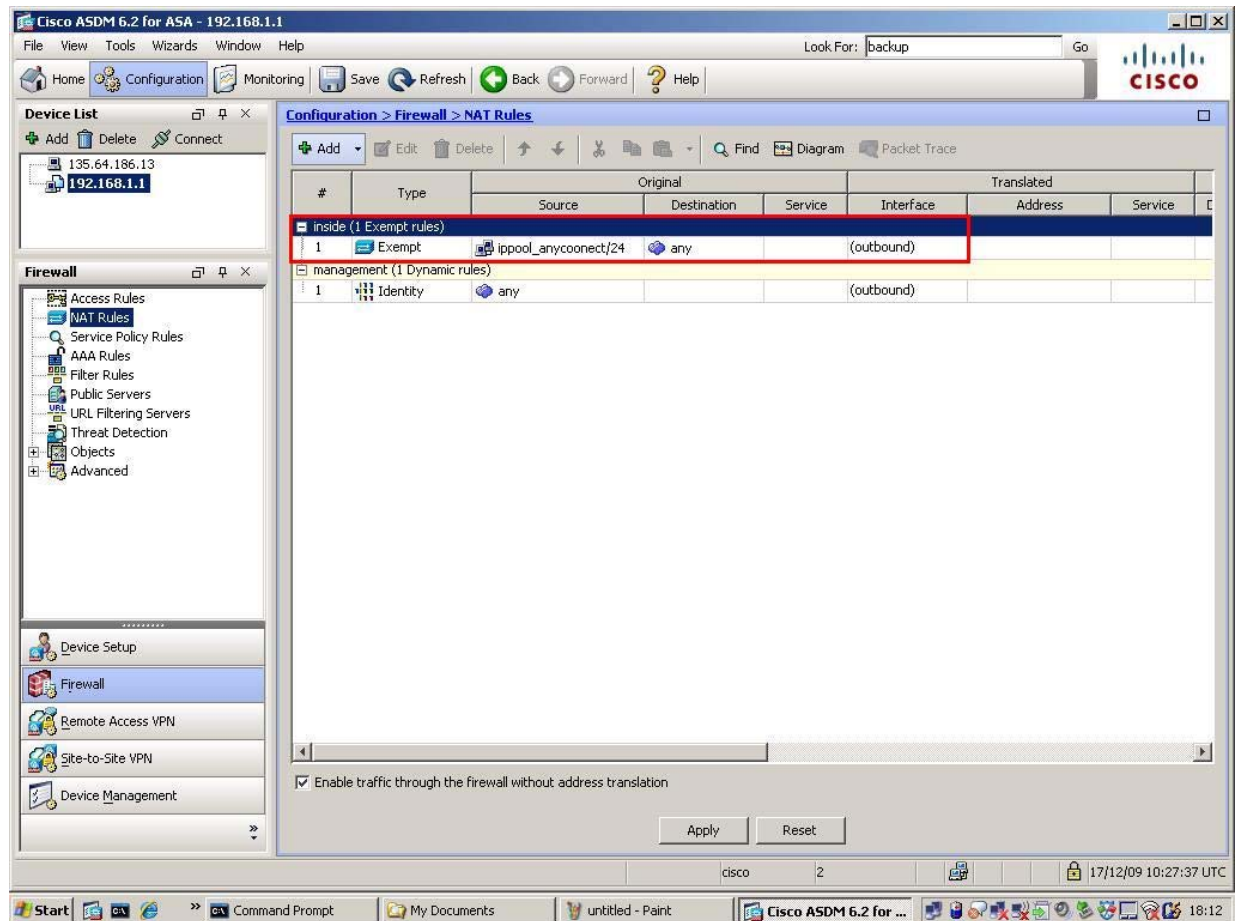 Cisco ASDM 6.2 for ASA - 192.168.1.1
File View Tools Wizards Window Help
Look For: backup Go
Home Configuration Monitoring Save Refresh Back Forward Help
CISCO
Device List
Add Delete Connect
135.64.186.13
192.168.1.1
Firewall
Access Rules
NAT Rules
Service Policy Rules
AAA Rules
Filter Rules
Public Servers
URL Filtering Servers
Threat Detection
Objects
Advanced
Device Setup
Firewall
Remote Access VPN
Site-to-Site VPN
Device Management
Configuration > Firewall > NAT Rules
Add Edit Delete Find Diagram Packet Trace
# Type Original Translated
Source Destination Service Interface Address Service
inside (1 Exempt rules)
1 Exempt ippool_anycoonect/24 any (outbound)
management (1 Dynamic rules)
1 Identity any (outbound)
Enable traffic through the firewall without address translation
Apply Reset
cisco 2 17/12/09 10:27:37 UTC
Start Command Prompt My Documents untitled - Paint Cisco ASDM 6.2 for ... 18:12